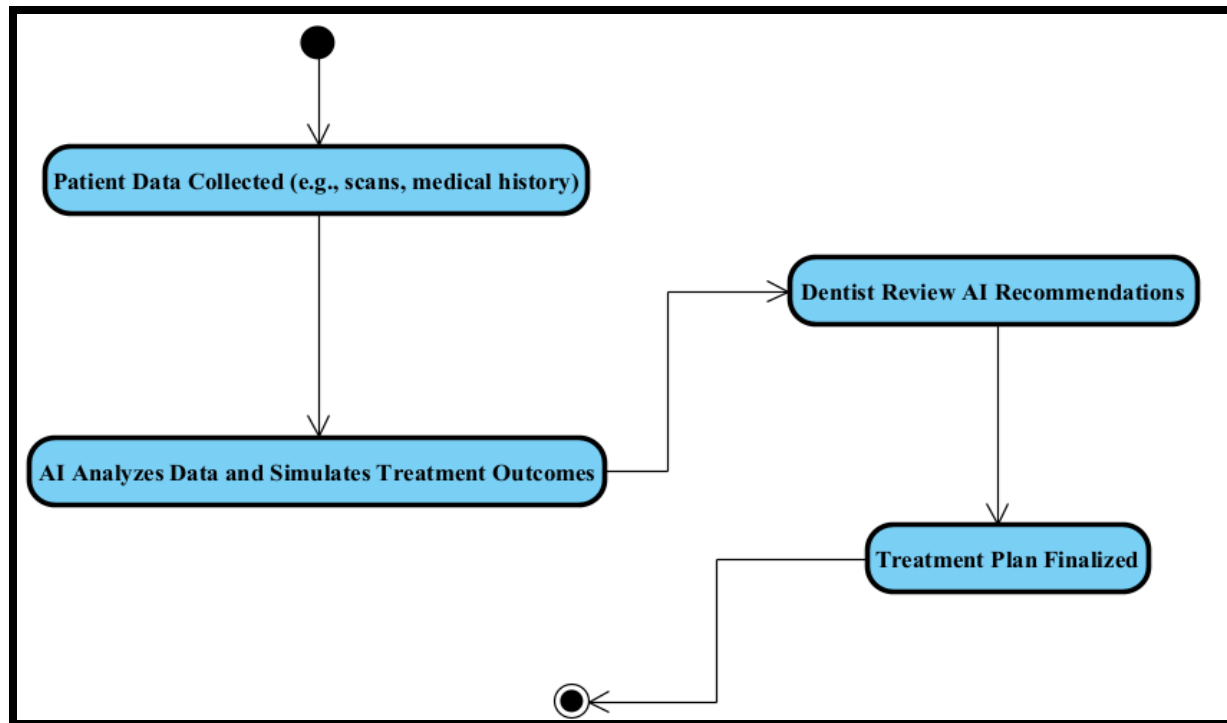 Patient Data Collected (e.g., scans, medical history)
AI Analyzes Data and Simulates Treatment Outcomes
Dentist Review AI Recommendations
Treatment Plan Finalized